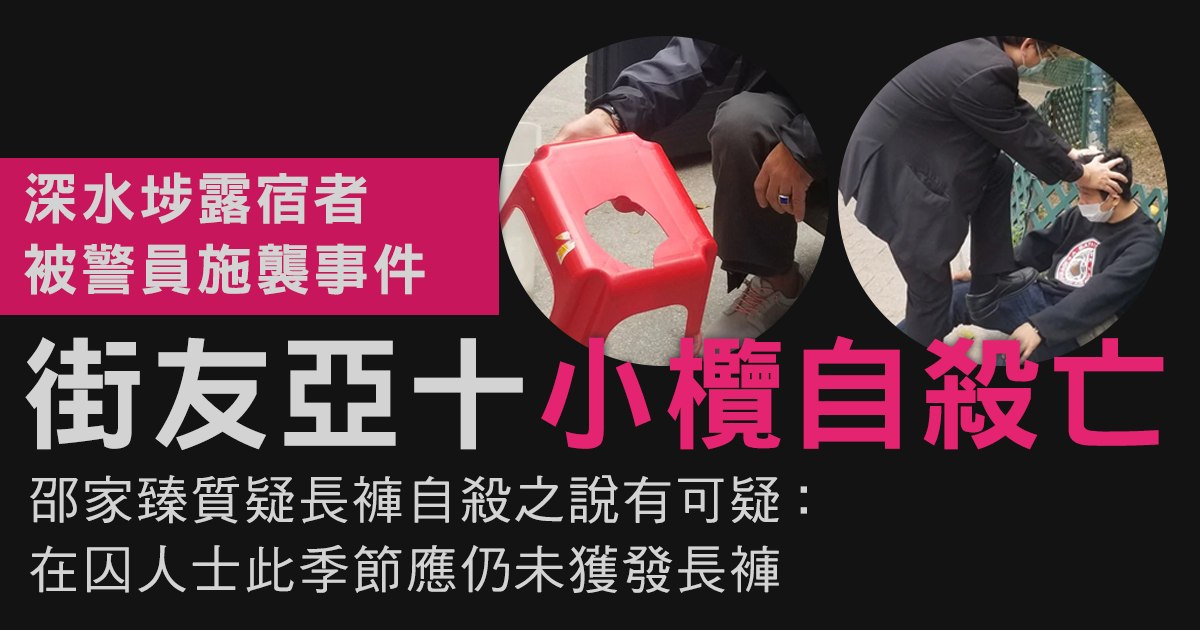 深水埗露宿者
被警員施襲事件
街友亞十小欖自殺亡
邵家臻質疑長褲自殺之說有可疑：
在囚人士此季節應仍未獲發長褲